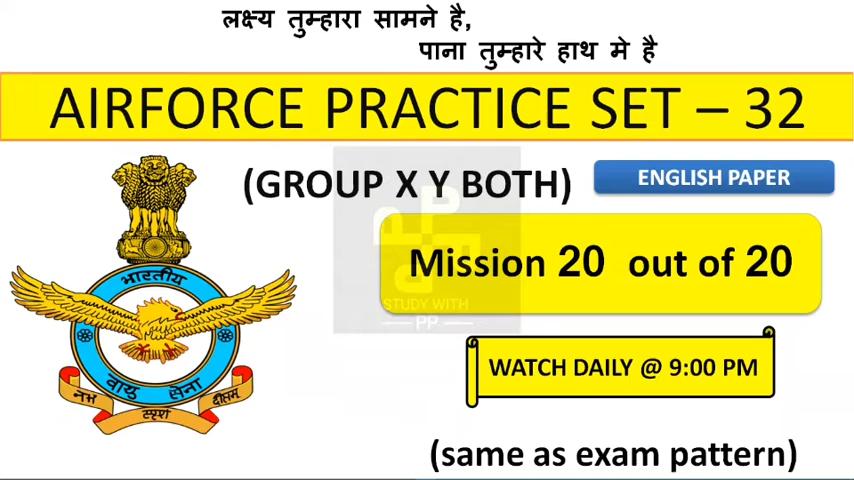 लक्ष्य तुम्हारा सामने है,
पाना तुम्हारे हाथ मे है
AIRFORCE PRACTICE SET – 32
(GROUP X Y BOTH)
ENGLISH PAPER
Mission 20 out of 20
STUDY WITH
PP
WATCH DAILY @ 9:00 PM
(same as exam pattern)
भारतीय
वायु सेना
नभ स्पृशं दीप्तम्